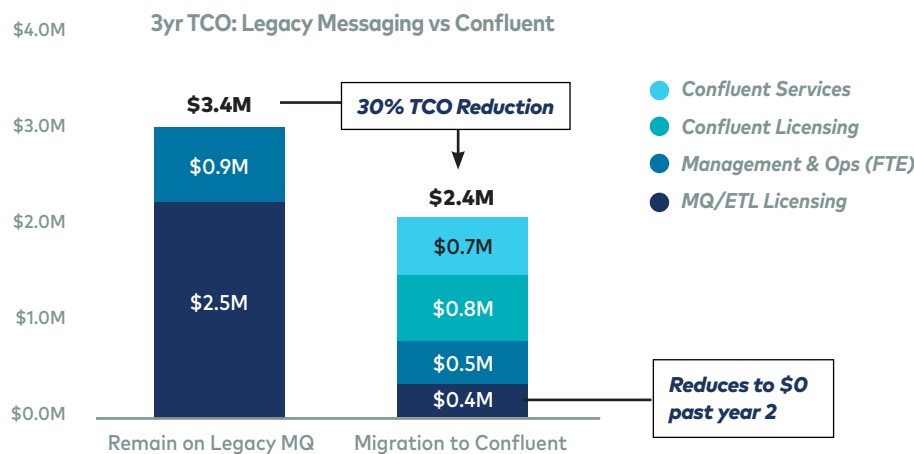 3yr TCO: Legacy Messaging vs Confluent
$4.0M
$3.0M
$2.0M
$1.0M
$0.0M
$3.4M
$0.9M
$2.5M
Remain on Legacy MQ
30% TCO Reduction
$2.4M
$0.7M
$0.8M
$0.5M
$0.4M
Migration to Confluent
Reduces to $0
past year 2
Confluent Services
Confluent Licensing
Management & Ops (FTE)
MQ/ETL Licensing